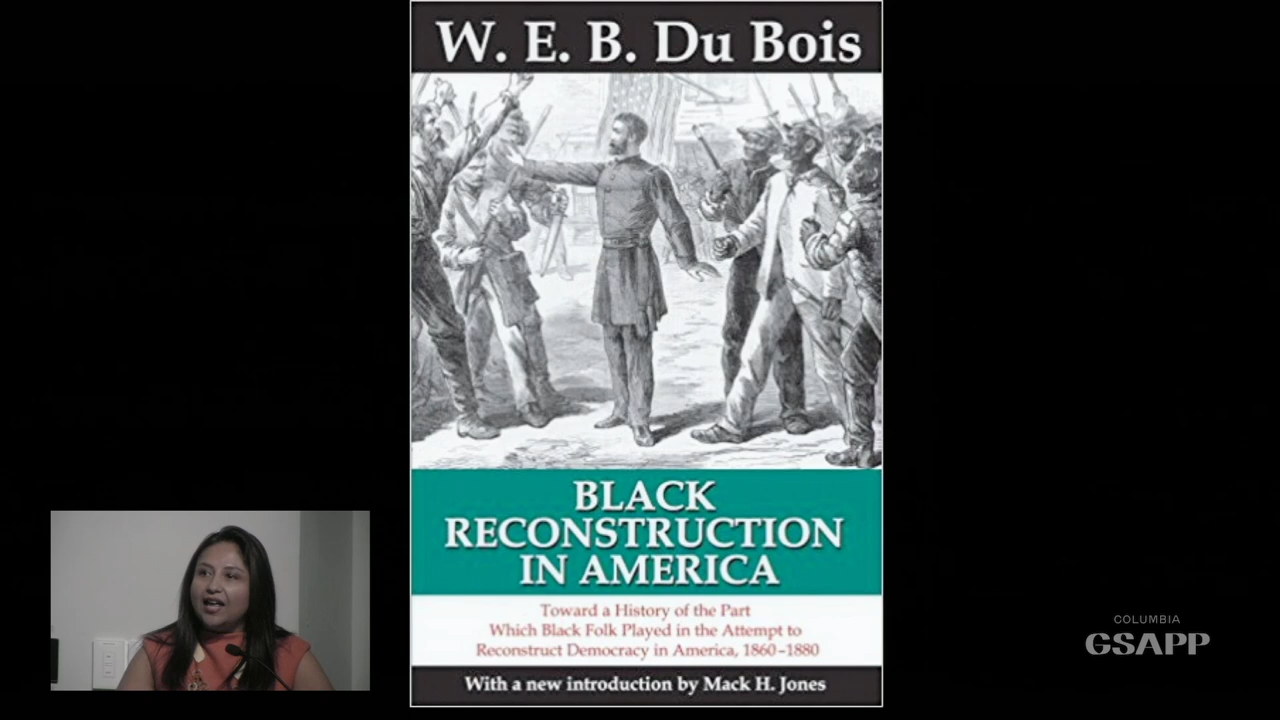 W. E. B. Du Bois
BLACK
RECONSTRUCTION
IN AMERICA
Toward a History of the Part
Which Black Folk Played in the Attempt to
Reconstruct Democracy in America, 1860–1880
With a new introduction by Mack H. Jones
COLUMBIA
GSAPP